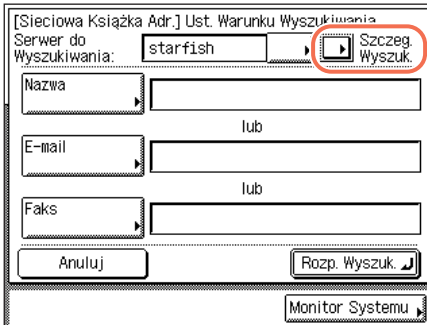 [Sieciowa Książka Adr.] Ust. Warunku Wyszukiwania
Serwer do
Wyszukiwania:
starfish
Szczeg.
Wyszuk.
Nazwa
lub
E-mail
lub
Faks
Anuluj
Rozp. Wyszuk.
Monitor Systemu